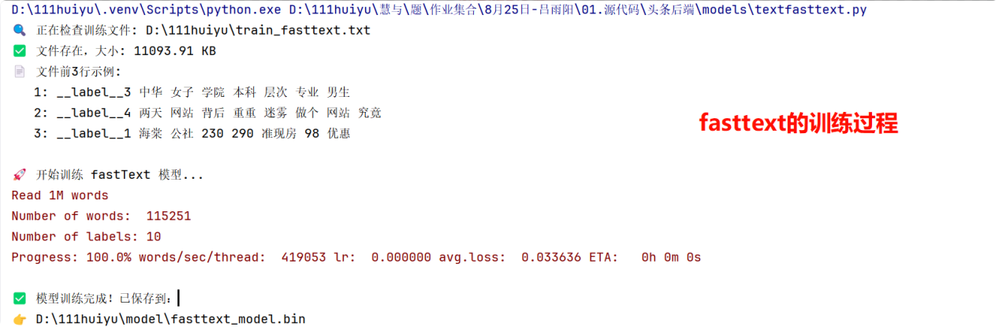 D:\111huiyu\.venv\Scripts\python.exe D:\111huiyu\慧与\题\作业集合\8月25日-吕雨阳\01.源代码\头条后端\models\textfasttext.py
正在检查训练文件: D:\111huiyu\train_fasttext.txt
文件存在，大小: 11093.91 KB
文件前3行示例:
1: __label__3 中华 女子 学院 本科 层次 专业 男生
2: __label__4 两天 网站 背后 重重 迷雾 做个 网站 究竟
3: __label__1 海棠 公社 230 290 准现房 98 优惠
fasttext的训练过程
开始训练 fastText 模型...
Read 1M words
Number of words:  115251
Number of labels: 10
Progress: 100.0% words/sec/thread:  419053 lr:  0.000000 avg.loss:  0.033636 ETA:   0h 0m 0s
模型训练完成！已保存到:
D:\111huiyu\model\fasttext_model.bin